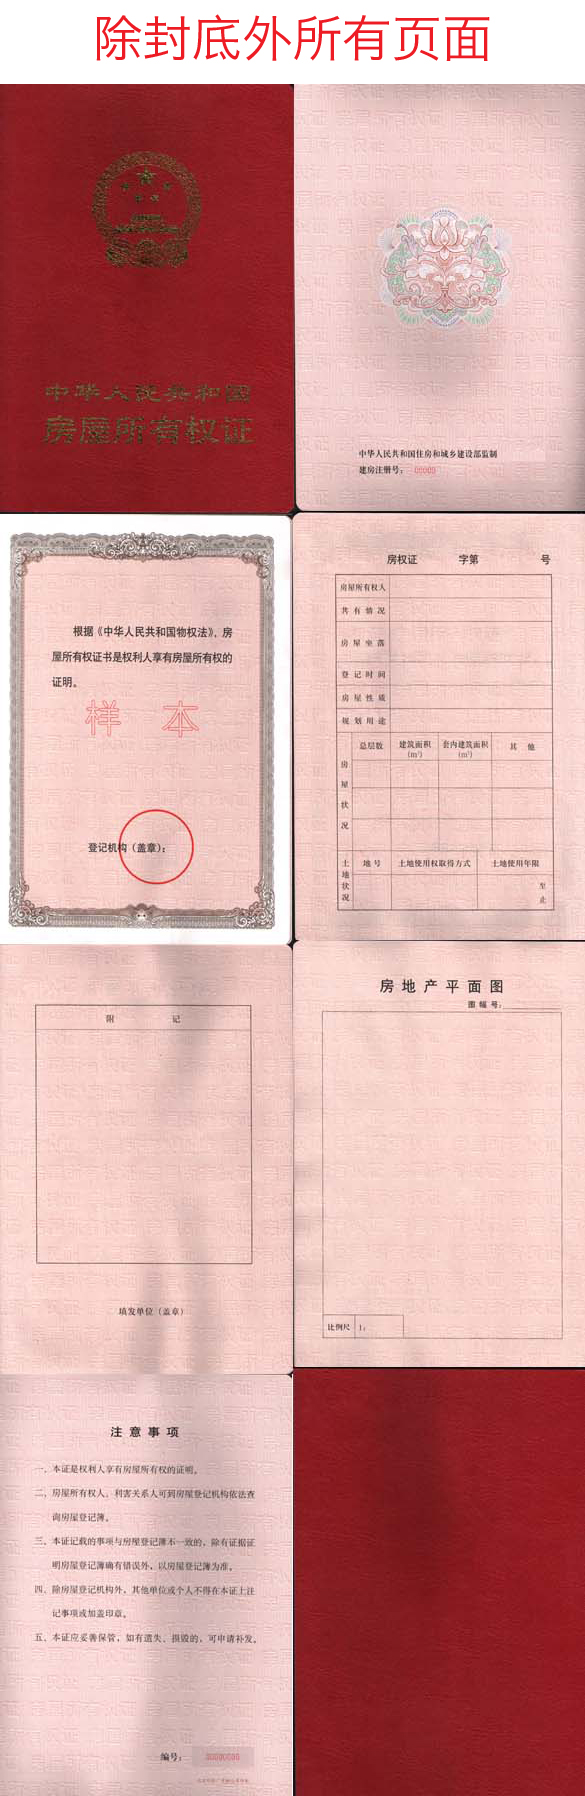 除封底外所有页面
中华人民共和国
房屋所有权证
中华人民共和国住房和城乡建设部监制
建房注册号： 00000
根据《中华人民共和国物权法》，房
屋所有权证书是权利人享有房屋所有权的
证明。
样 本
登记机构（盖章）：
房权证 字第 号
房屋所有权人
共有情况
房屋坐落
登记时间
房屋性质
规划用途
房屋状况
总层数 建筑面积(m²) 套内建筑面积(m²) 其 他
土地状况
地号 土地使用权取得方式 土地使用年限
至
止
附 记
填发单位（盖章）
房地产平面图
图幅号：
比例尺 1：
注意事项
一、本证是权利人享有房屋所有权的证明。
二、房屋所有权人、利害关系人可到房屋登记机构依法查
询房屋登记簿。
三、本证记载的事项与房屋登记簿不一致的，除有证据证
明房屋登记簿确有错误外，以房屋登记簿为准。
四、除房屋登记机构外，其他单位或个人不得在本证上注
记事项或加盖印章。
五、本证应妥善保管，如有遗失、损毁的，可申请补发。
编号： 00000000